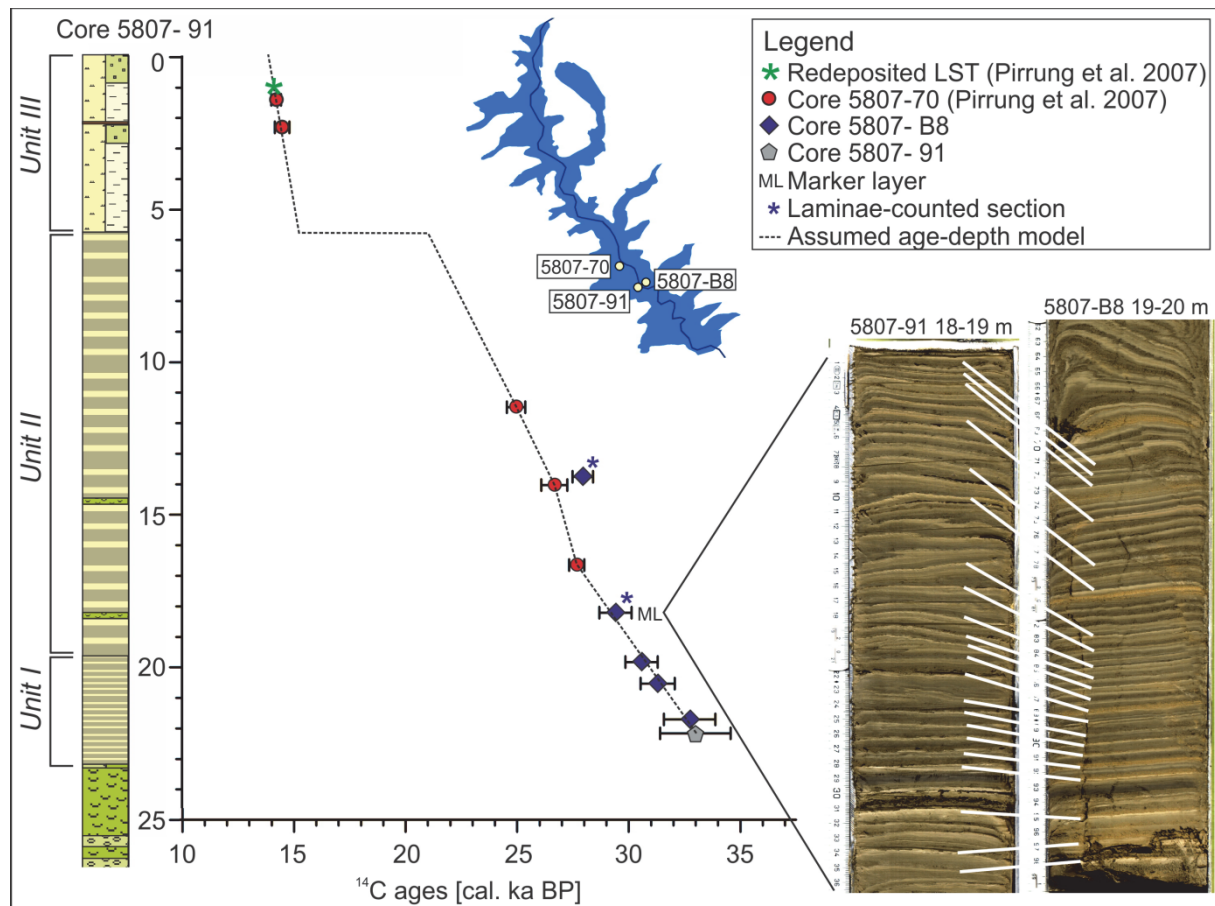 Core 5807- 91
Unit III
Unit II
Unit I
0
5
10
15
20
25
10
15
20
25
30
35
¹⁴C ages [cal. ka BP]
ML
5807-70
5807-B8
5807-91
Legend
Redeposited LST (Pirrung et al. 2007)
Core 5807-70 (Pirrung et al. 2007)
Core 5807- B8
Core 5807- 91
ML Marker layer
* Laminae-counted section
Assumed age-depth model
5807-91 18-19 m
5807-B8 19-20 m